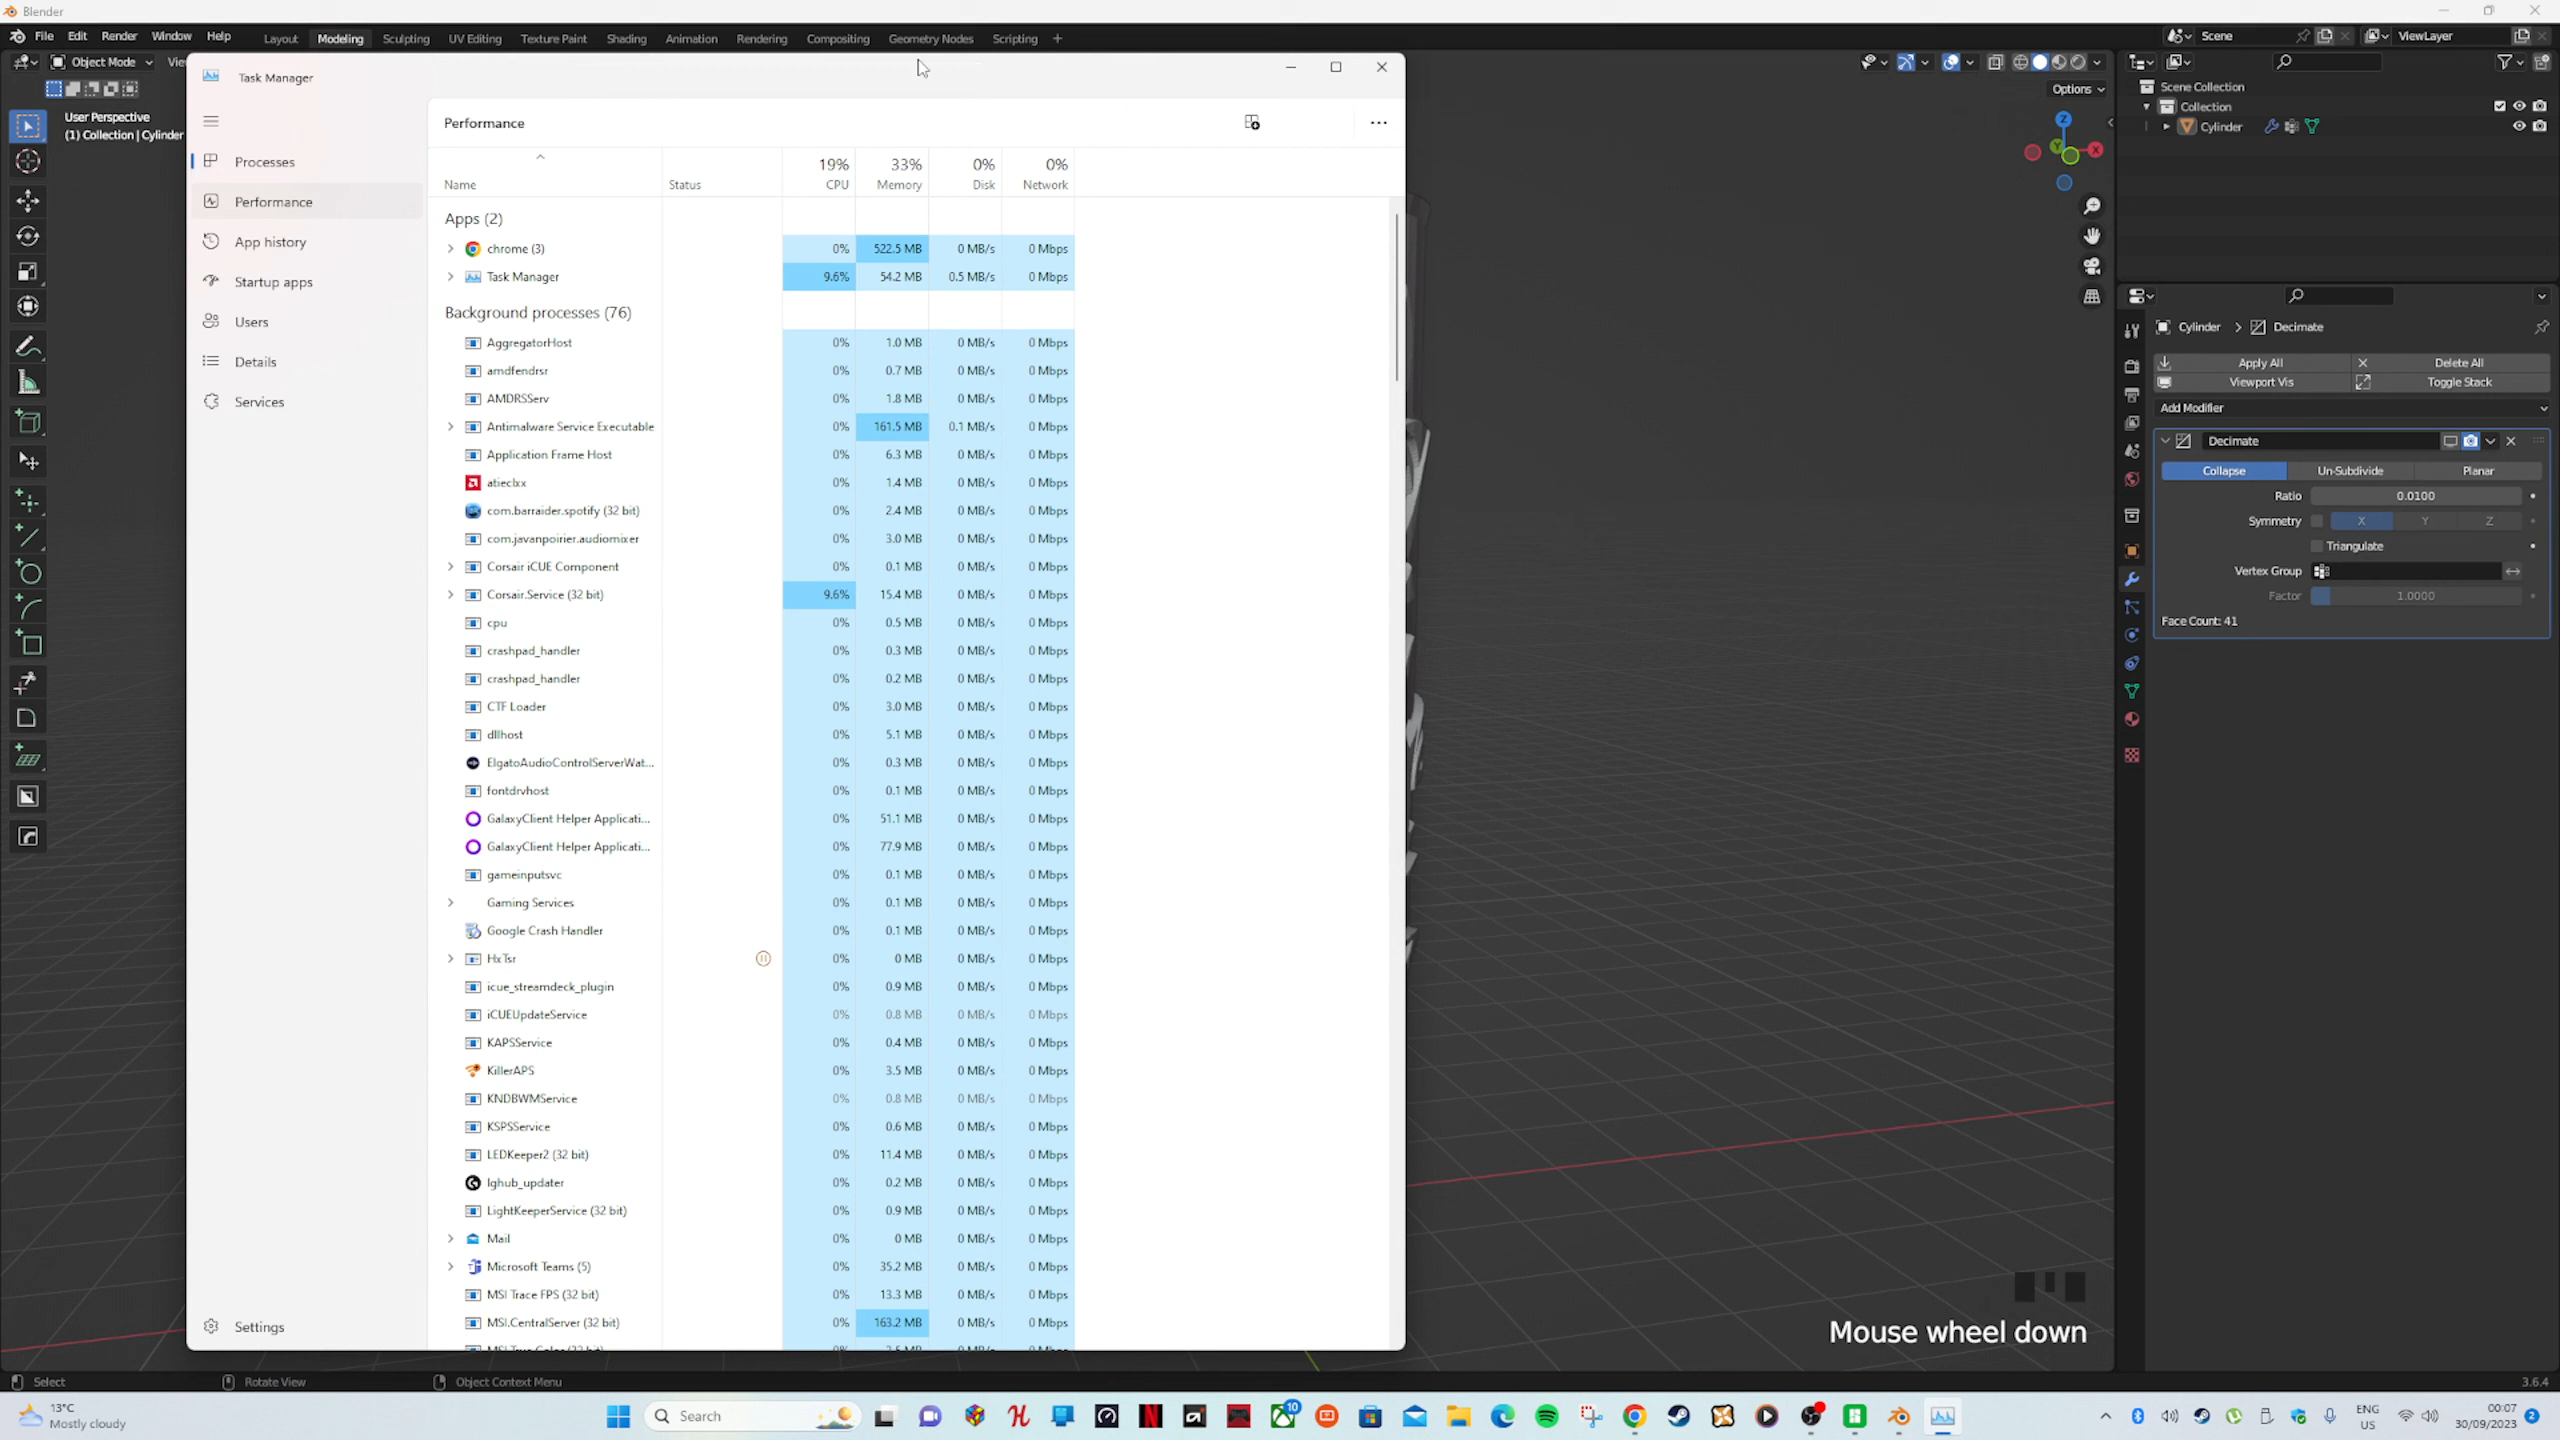 Blender
File Edit Render Window Help Layout Modeling Sculpting UV Editing Texture Paint Shading Animation Rendering Compositing Geometry Nodes Scripting + Scene ViewLayer
Object Mode
Options
User Perspective
(1) Collection | Cylinder
Z
Y
X
Task Manager
Processes
Performance
App history
Startup apps
Users
Details
Services
Settings
Performance
19% 33% 0% 0%
Name Status CPU Memory Disk Network
Apps (2)
chrome (3) 0% 522.5 MB 0 MB/s 0 Mbps
Task Manager 9.6% 54.2 MB 0.5 MB/s 0 Mbps
Background processes (76)
AggregatorHost 0% 1.0 MB 0 MB/s 0 Mbps
amdfendrsr 0% 0.7 MB 0 MB/s 0 Mbps
AMDRSServ 0% 1.8 MB 0 MB/s 0 Mbps
Antimalware Service Executable 0% 161.5 MB 0.1 MB/s 0 Mbps
Application Frame Host 0% 6.3 MB 0 MB/s 0 Mbps
atieclxx 0% 1.4 MB 0 MB/s 0 Mbps
com.barraider.spotify (32 bit) 0% 2.4 MB 0 MB/s 0 Mbps
com.javanpoirier.audiomixer 0% 3.0 MB 0 MB/s 0 Mbps
Corsair iCUE Component 0% 0.1 MB 0 MB/s 0 Mbps
Corsair.Service (32 bit) 9.6% 15.4 MB 0 MB/s 0 Mbps
cpu 0% 0.5 MB 0 MB/s 0 Mbps
crashpad_handler 0% 0.3 MB 0 MB/s 0 Mbps
crashpad_handler 0% 0.2 MB 0 MB/s 0 Mbps
CTF Loader 0% 3.0 MB 0 MB/s 0 Mbps
dllhost 0% 5.1 MB 0 MB/s 0 Mbps
ElgatoAudioControlServerWat... 0% 0.3 MB 0 MB/s 0 Mbps
fontdrvhost 0% 0.1 MB 0 MB/s 0 Mbps
GalaxyClient Helper Applicati... 0% 51.1 MB 0 MB/s 0 Mbps
GalaxyClient Helper Applicati... 0% 77.9 MB 0 MB/s 0 Mbps
gameinputsvc 0% 0.1 MB 0 MB/s 0 Mbps
Gaming Services 0% 0.1 MB 0 MB/s 0 Mbps
Google Crash Handler 0% 0.1 MB 0 MB/s 0 Mbps
HxTsr 0% 0 MB 0 MB/s 0 Mbps
icue_streamdeck_plugin 0% 0.9 MB 0 MB/s 0 Mbps
iCUEUpdateService 0% 0.8 MB 0 MB/s 0 Mbps
KAPSService 0% 0.4 MB 0 MB/s 0 Mbps
KillerAPS 0% 3.5 MB 0 MB/s 0 Mbps
KNDBWMService 0% 0.8 MB 0 MB/s 0 Mbps
KSPSService 0% 0.6 MB 0 MB/s 0 Mbps
LEDKeeper2 (32 bit) 0% 11.4 MB 0 MB/s 0 Mbps
lghub_updater 0% 0.2 MB 0 MB/s 0 Mbps
LightKeeperService (32 bit) 0% 0.9 MB 0 MB/s 0 Mbps
Mail 0% 0 MB 0 MB/s 0 Mbps
Microsoft Teams (5) 0% 35.2 MB 0 MB/s 0 Mbps
MSI Trace FPS (32 bit) 0% 13.3 MB 0 MB/s 0 Mbps
MSI.CentralServer (32 bit) 0% 163.2 MB 0 MB/s 0 Mbps
Scene Collection
Collection
Cylinder
Cylinder > Decimate
Apply All Delete All
Viewport Vis Toggle Stack
Add Modifier
Decimate
Collapse Un-Subdivide Planar
Ratio 0.0100
Symmetry X Y Z
Triangulate
Vertex Group
Factor 1.0000
Face Count: 41
Mouse wheel down
Select Rotate View Object Context Menu 3.6.4
13°C
Mostly cloudy
Search
10
ENG
US
00:07
30/09/2023
2